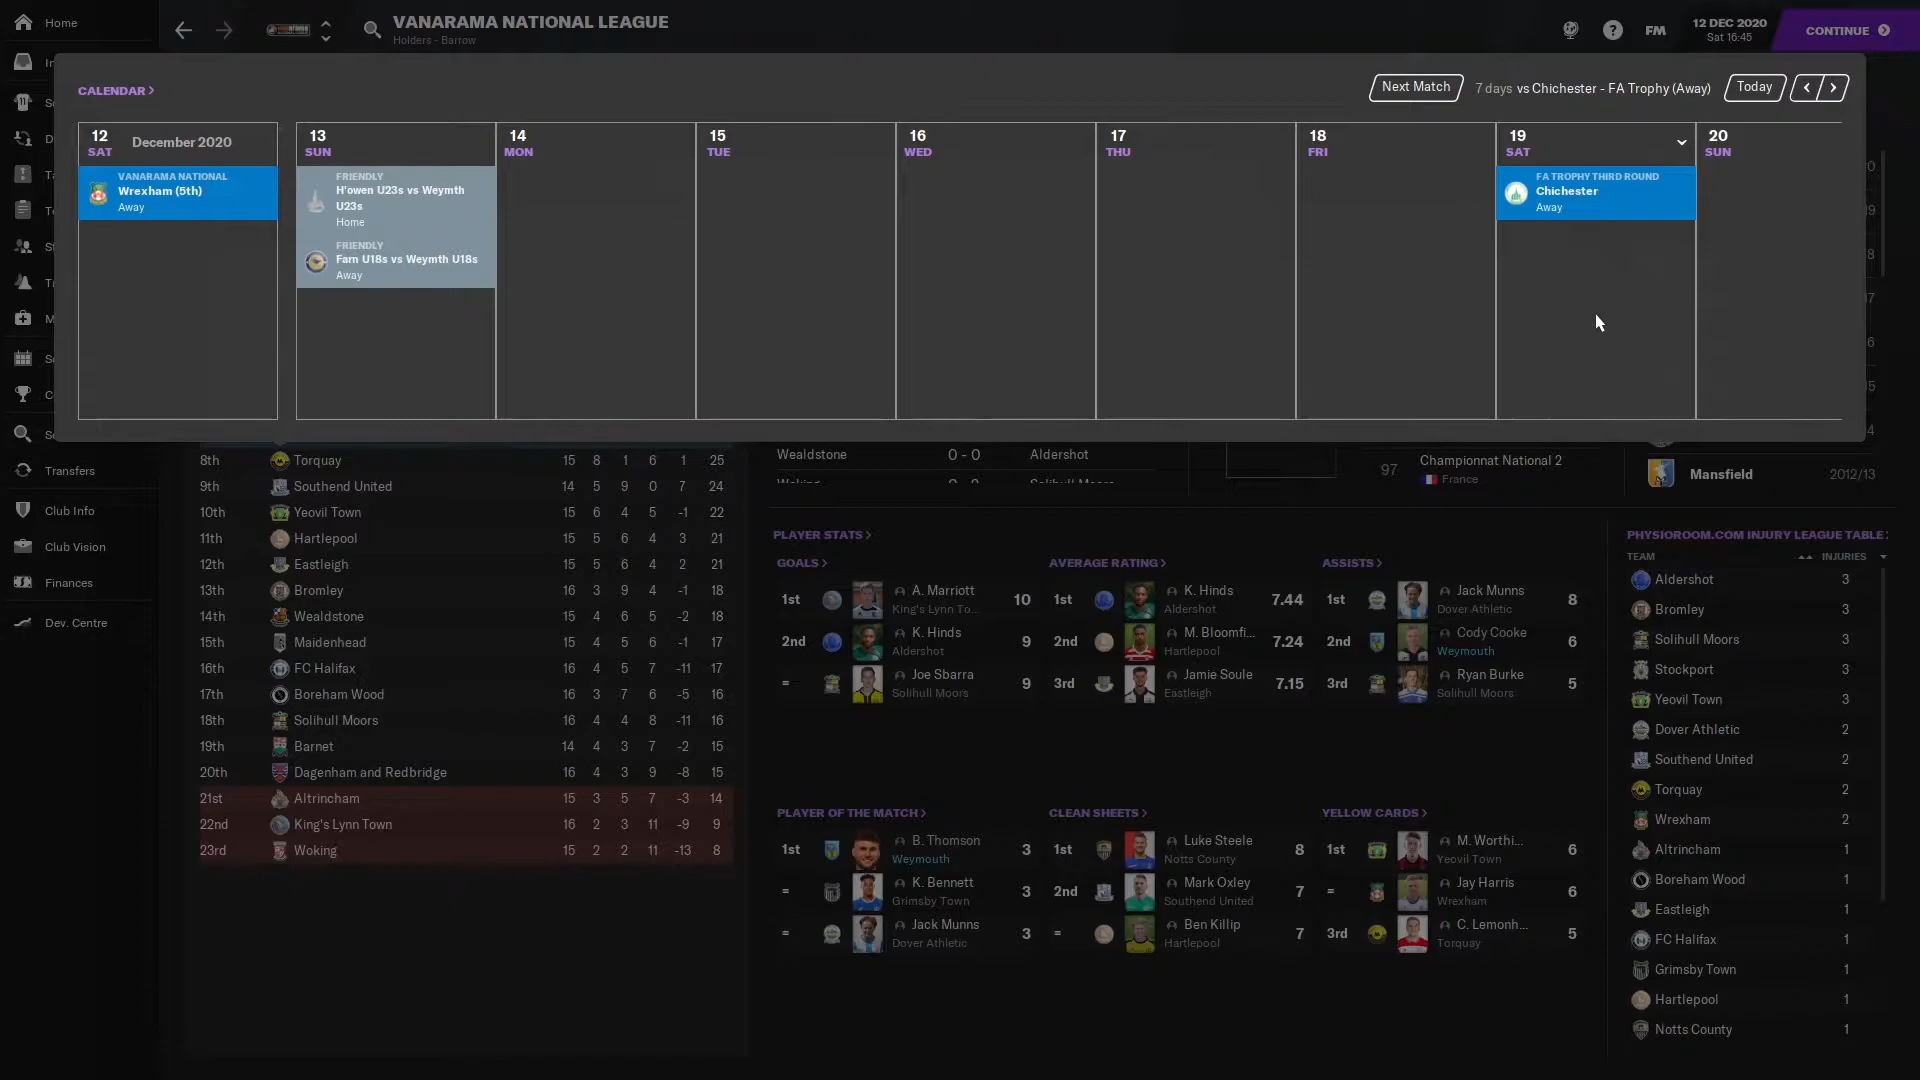 Home
VANARAMA NATIONAL LEAGUE
Holders - Barrow
FM
12 DEC 2020
Sat 16:45
CONTINUE
CALENDAR
Next Match
7 days vs Chichester - FA Trophy (Away)
Today
12
SAT
December 2020
13
SUN
14
MON
15
TUE
16
WED
17
THU
18
FRI
19
SAT
20
SUN
VANARAMA NATIONAL
Wrexham (5th)
Away
FRIENDLY
H'owen U23s vs Weymth
U23s
Home
FRIENDLY
Farn U18s vs Weymth U18s
Away
FA TROPHY THIRD ROUND
Chichester
Away
Transfers
Club Info
Club Vision
Finances
Dev. Centre
8th Torquay 15 8 1 6 1 25
9th Southend United 14 5 9 0 7 24
10th Yeovil Town 15 6 4 5 -1 22
11th Hartlepool 15 5 6 4 3 21
12th Eastleigh 15 5 6 4 2 21
13th Bromley 16 3 9 4 -1 18
14th Wealdstone 15 4 6 5 -2 18
15th Maidenhead 15 4 5 6 -1 17
16th FC Halifax 16 4 5 7 -11 17
17th Boreham Wood 16 3 7 6 -5 16
18th Solihull Moors 16 4 4 8 -11 16
19th Barnet 14 4 3 7 -2 15
20th Dagenham and Redbridge 16 4 3 9 -8 15
21st Altrincham 15 3 5 7 -3 14
22nd King's Lynn Town 16 2 3 11 -9 9
23rd Woking 15 2 2 11 -13 8
Wealdstone 0 - 0 Aldershot
97
Championnat National 2
France
Mansfield 2012/13
PLAYER STATS
GOALS
1st A. Marriott 10
King's Lynn To...
2nd K. Hinds 9
Aldershot
= Joe Sbarra 9
Solihull Moors
AVERAGE RATING
1st K. Hinds 7.44
Aldershot
2nd M. Bloomfi... 7.24
Hartlepool
3rd Jamie Soule 7.15
Eastleigh
ASSISTS
1st Jack Munns 8
Dover Athletic
2nd Cody Cooke 6
Weymouth
3rd Ryan Burke 5
Solihull Moors
PLAYER OF THE MATCH
1st B. Thomson 3
Weymouth
= K. Bennett 3
Grimsby Town
= Jack Munns 3
Dover Athletic
CLEAN SHEETS
1st Luke Steele 8
Notts County
2nd Mark Oxley 7
Southend United
= Ben Killip 7
Hartlepool
YELLOW CARDS
1st M. Worthi... 6
Yeovil Town
= Jay Harris 6
Wrexham
3rd C. Lemonh... 5
Torquay
PHYSIOROOM.COM INJURY LEAGUE TABLE
TEAM INJURIES
Aldershot 3
Bromley 3
Solihull Moors 3
Stockport 3
Yeovil Town 3
Dover Athletic 2
Southend United 2
Torquay 2
Wrexham 2
Altrincham 1
Boreham Wood 1
Eastleigh 1
FC Halifax 1
Grimsby Town 1
Hartlepool 1
Notts County 1